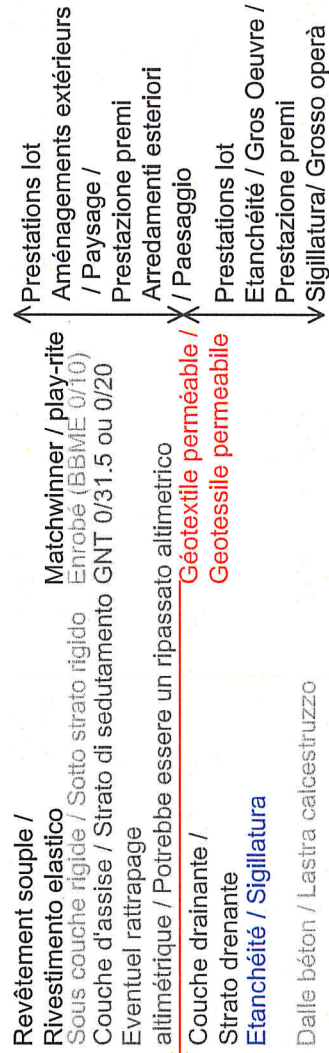 Revêtement souple /
Rivestimento elastico Matchwinner / play-rite
Sous couche rigide / Sotto strato rigido Enrobé (BBME 0/10)
Couche d'assise / Strato di sedutamento GNT 0/31.5 ou 0/20
Eventuel rattrapage
altimétrique / Potrebbe essere un ripassato altimetrico
Couche drainante /
Strato drenante
Etanchéité / Sigillatura
Dalle béton / Lastra calcestruzzo
Géotextile perméable /
Geotessile permeabile
Prestations lot
Aménagements extérieurs
/ Paysage /
Prestazione premi
Arredamenti esteriori
/ Paesaggio
Prestations lot
Etanchéité / Gros Oeuvre /
Prestazione premi
Sigillatura/ Grosso operà